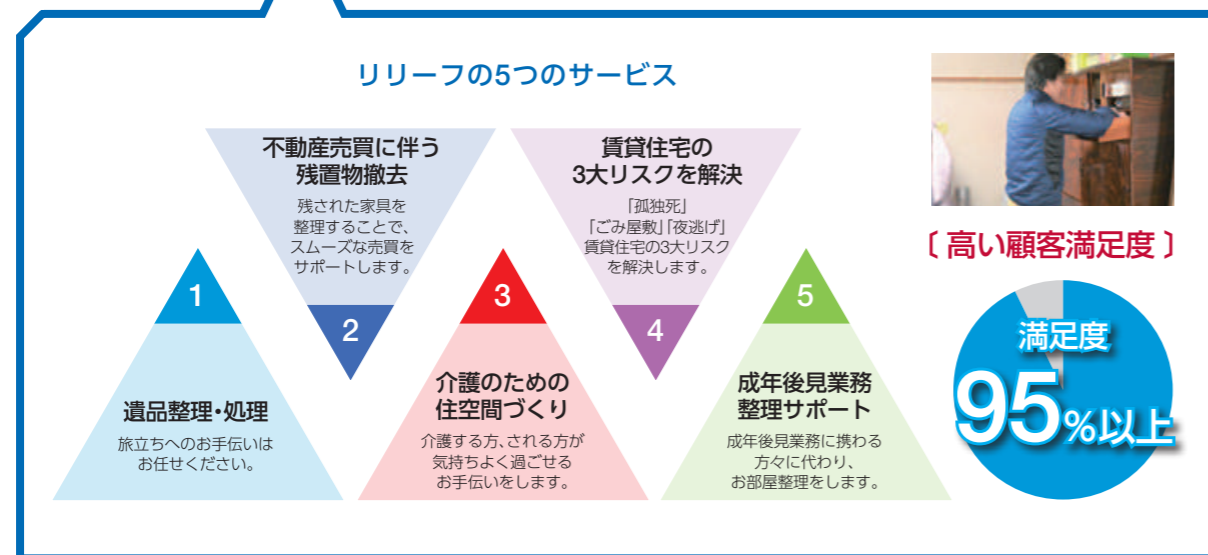 リリーフの5つのサービス
1
遺品整理・処理
旅立ちへのお手伝いは
お任せください。
不動産売買に伴う
残置物撤去
残された家具を
整理することで、
スムーズな売買を
サポートします。
2
3
介護のための
住空間づくり
介護する方、される方が
気持ちよく過ごせる
お手伝いをします。
賃貸住宅の
3大リスクを解決
「孤独死」
「ごみ屋敷」「夜逃げ」
賃貸住宅の3大リスク
を解決します。
4
5
成年後見業務
整理サポート
成年後見業務に携わる
方々に代わり、
お部屋整理をします。
〔 高い顧客満足度 〕
満足度
95%以上